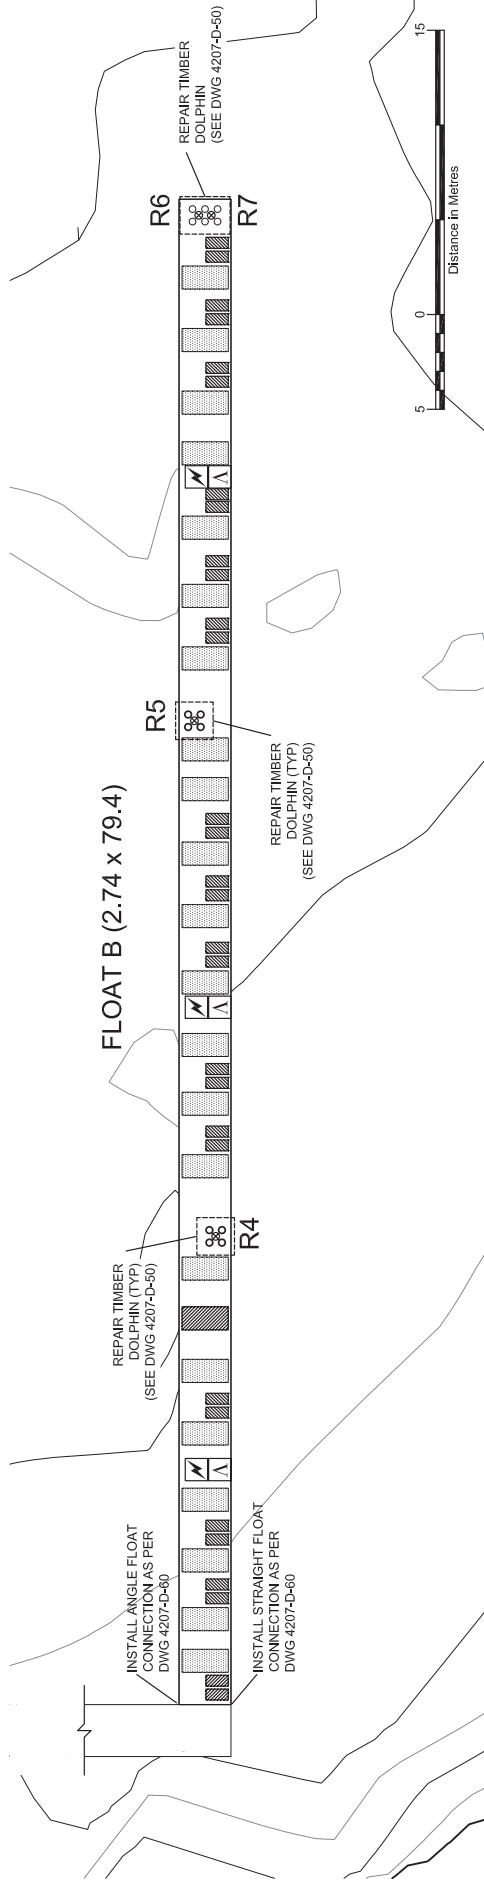 INSTALL ANGLE FLOAT
CONNECTION AS PER
DWG 4207-D-60
INSTALL STRAIGHT FLOAT
CONNECTION AS PER
DWG 4207-D-60
V
REPAIR TIMBER
DOLPHIN (TYP)
(SEE DWG 4207-D-50)
R4
FLOAT B (2.74 x 79.4)
V
R5
REPAIR TIMBER
DOLPHIN (TYP)
(SEE DWG 4207-D-50)
V
R6
R7
REPAIR TIMBER
DOLPHIN
(SEE DWG 4207-D-50)
5 0 15
Distance in Metres